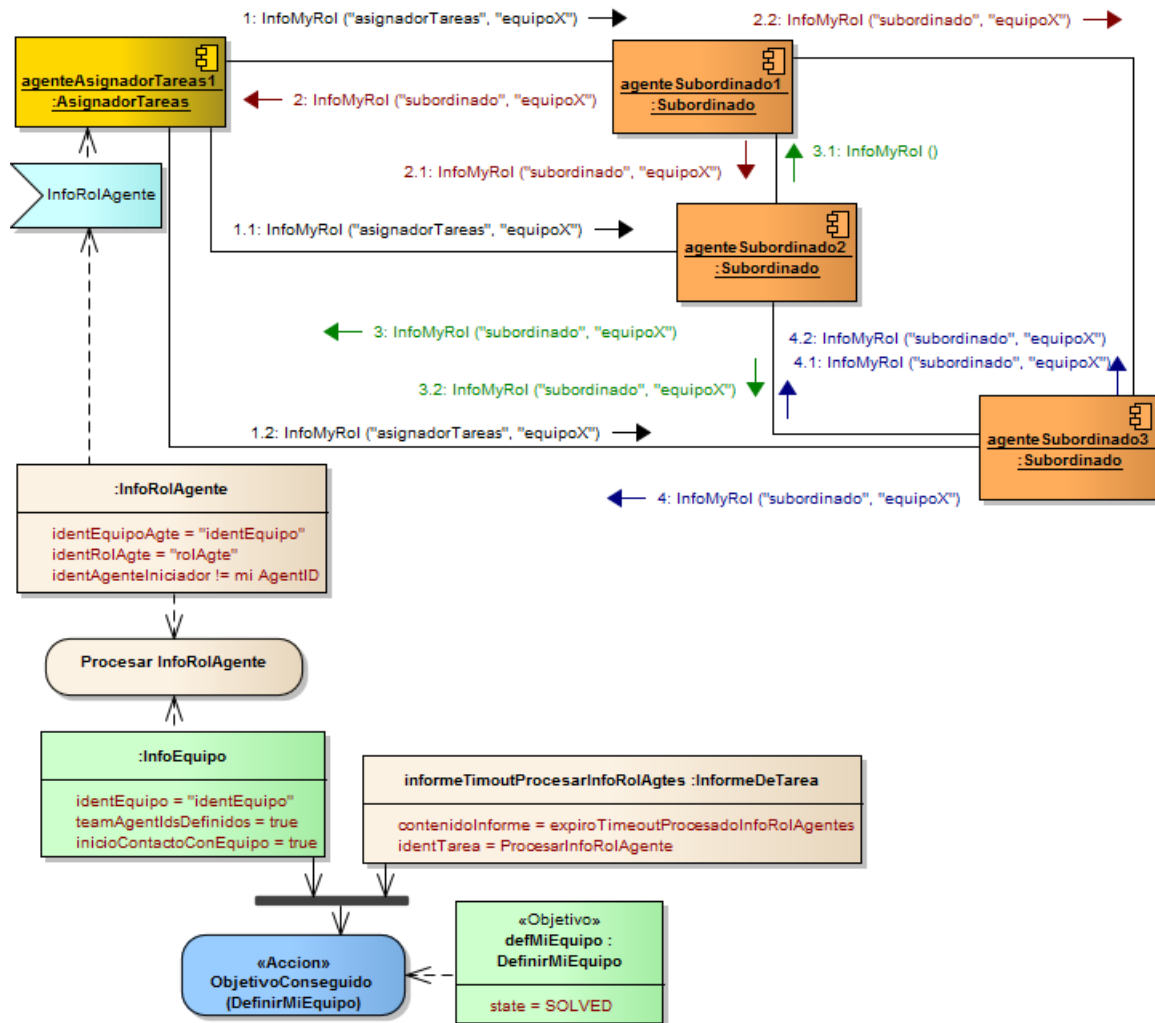 1: InfoMyRol ("asignadorTareas", "equipoX")
2.2: InfoMyRol ("subordinado", "equipoX")
agenteAsignadorTareas1
:AsignadorTareas
agenteSubordinado1
:Subordinado
2: InfoMyRol ("subordinado", "equipoX")
3.1: InfoMyRol ()
2.1: InfoMyRol ("subordinado", "equipoX")
InfoRolAgente
1.1: InfoMyRol ("asignadorTareas", "equipoX")
agenteSubordinado2
:Subordinado
3: InfoMyRol ("subordinado", "equipoX")
4.2: InfoMyRol ("subordinado", "equipoX")
4.1: InfoMyRol ("subordinado", "equipoX")
3.2: InfoMyRol ("subordinado", "equipoX")
1.2: InfoMyRol ("asignadorTareas", "equipoX")
agenteSubordinado3
:Subordinado
4: InfoMyRol ("subordinado", "equipoX")
:InfoRolAgente
identEquipoAgte = "identEquipo"
identRolAgte = "rolAgte"
identAgenteIniciador != mi AgentID
Procesar InfoRolAgente
:InfoEquipo
identEquipo = "identEquipo"
teamAgentIdsDefinidos = true
inicioContactoConEquipo = true
informeTimoutProcesarInfoRolAgtes :InformeDeTarea
contenidoInforme = expiroTimeoutProcesadoInfoRolAgentes
identTarea = ProcesarInfoRolAgente
«Accion»
ObjetivoConseguido
(DefinirMiEquipo)
«Objetivo»
defMiEquipo :
DefinirMiEquipo
state = SOLVED